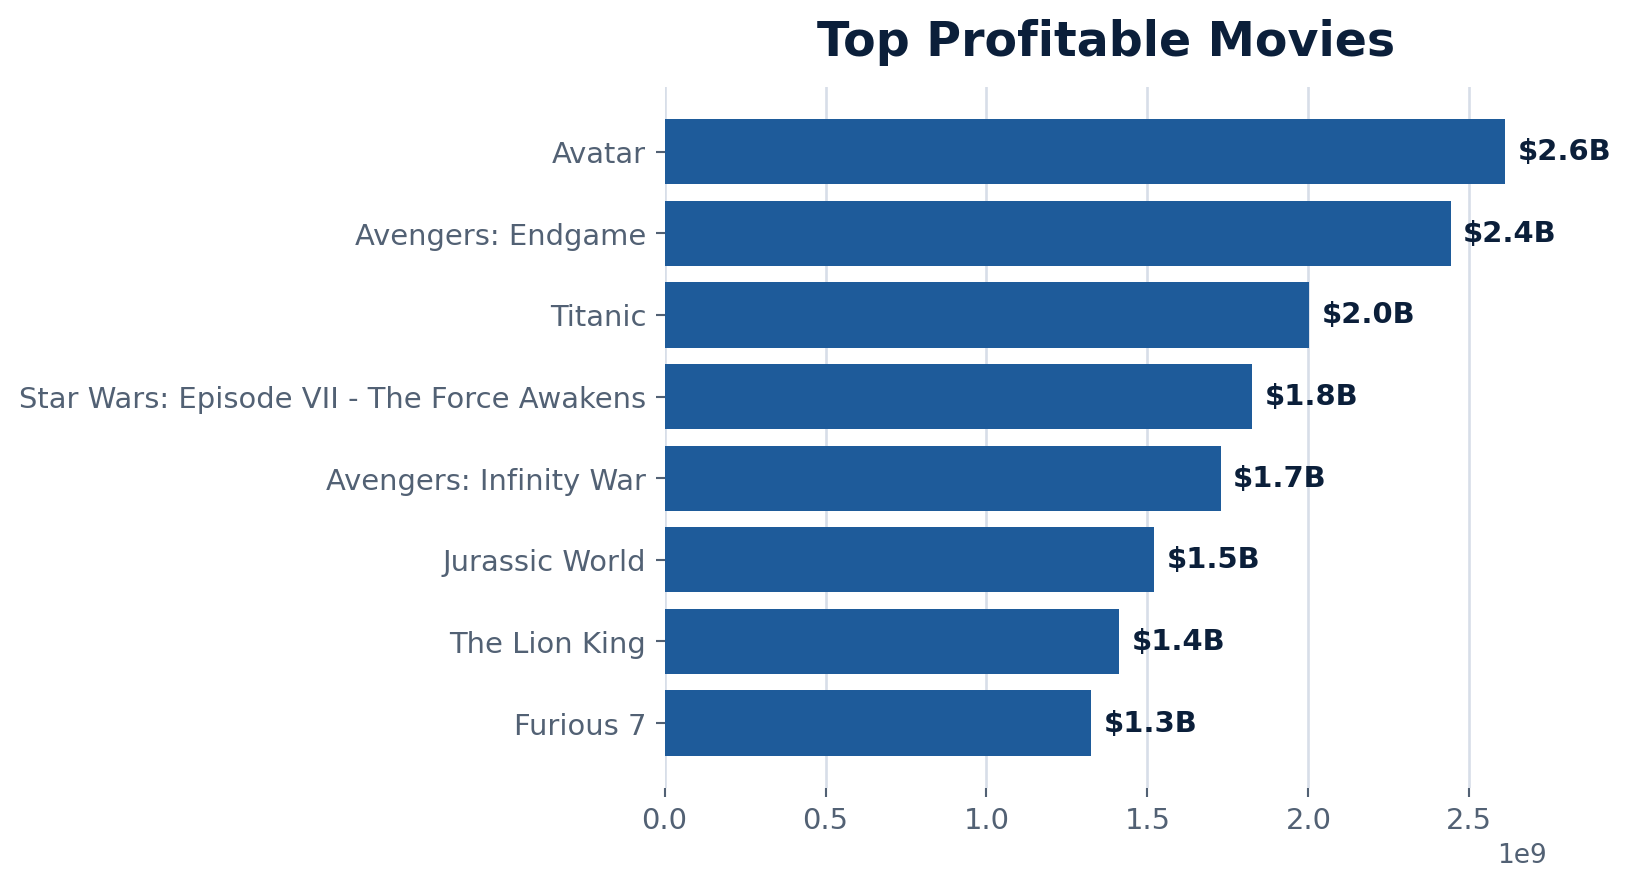 Top Profitable Movies
Avatar
$2.6B
Avengers: Endgame
$2.4B
Titanic
$2.0B
Star Wars: Episode VII - The Force Awakens
$1.8B
Avengers: Infinity War
$1.7B
Jurassic World
$1.5B
The Lion King
$1.4B
Furious 7
$1.3B
0.0 0.5 1.0 1.5 2.0 2.5
1e9